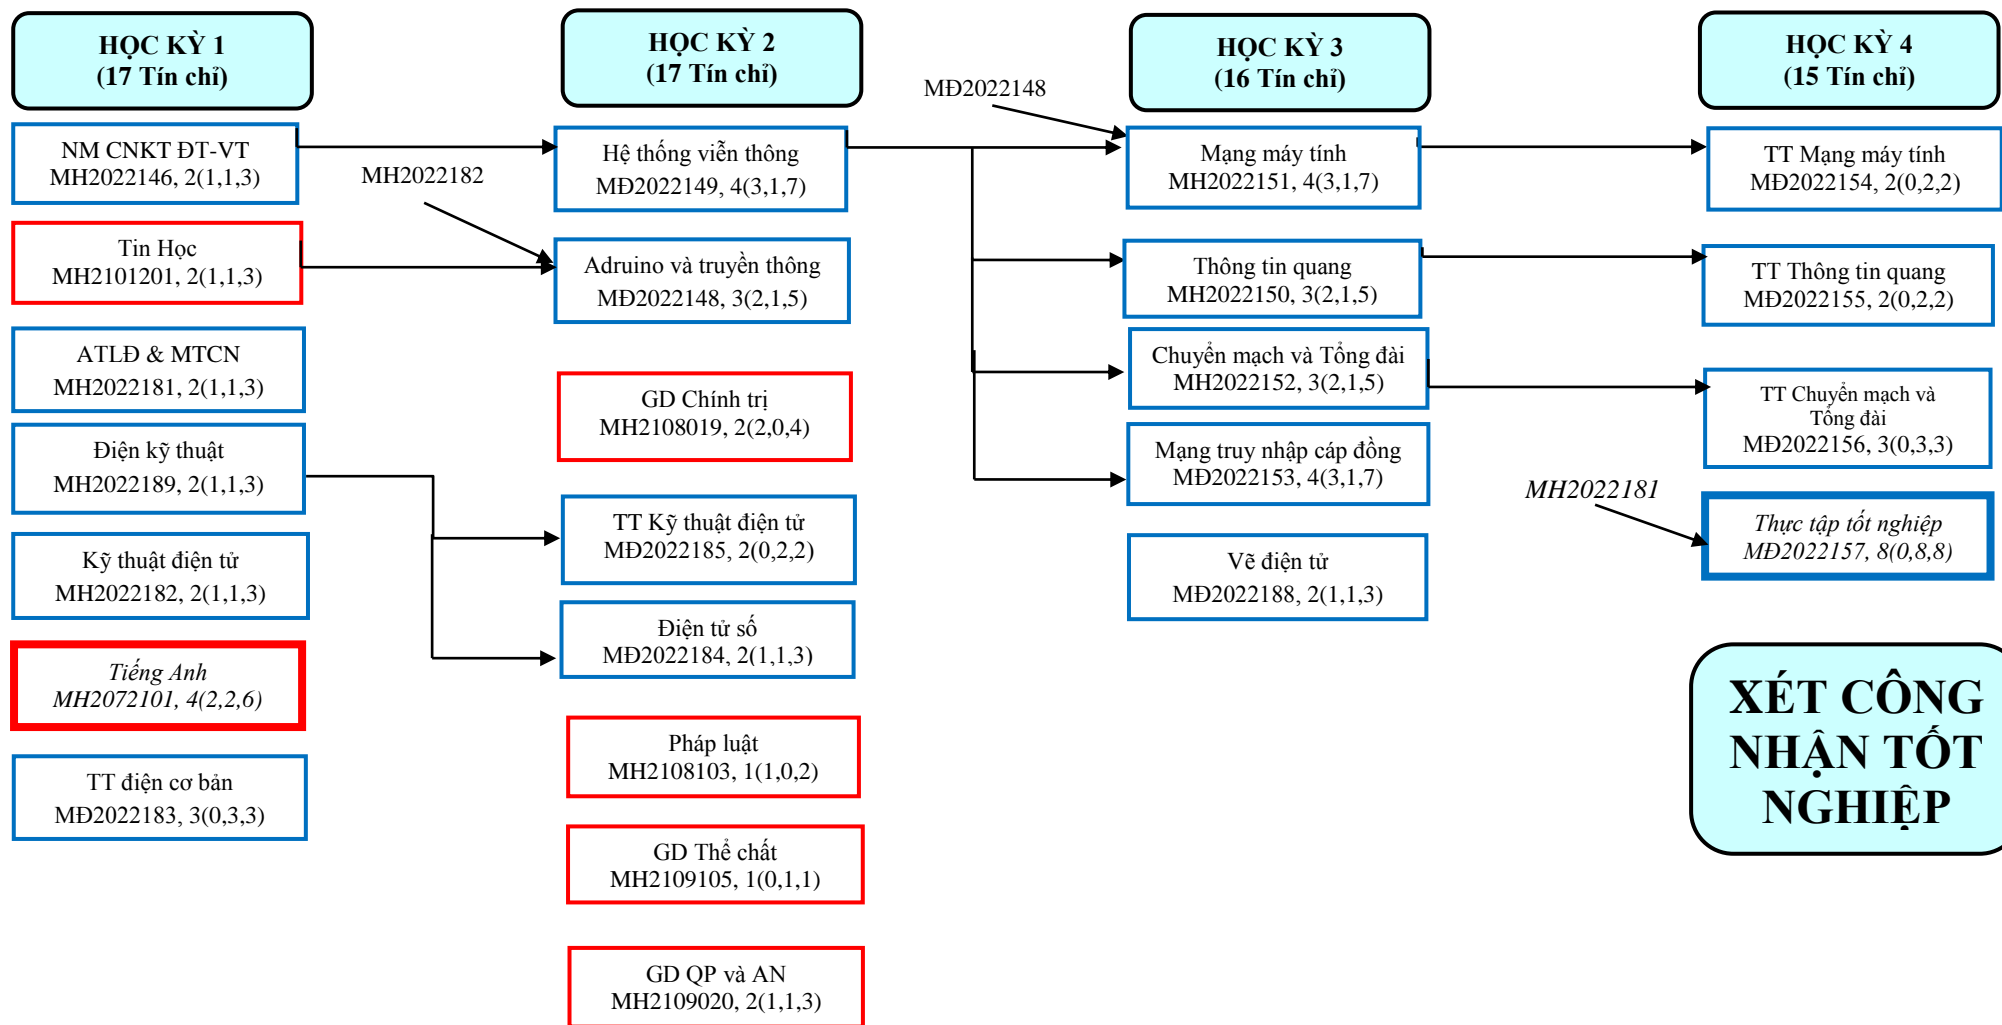 HỌC KỲ 1
(17 Tín chỉ)
NM CNKT ĐT-VT
MH2022146, 2(1,1,3)
Tin Học
MH2101201, 2(1,1,3)
ATLĐ & MTCN
MH2022181, 2(1,1,3)
Điện kỹ thuật
MH2022189, 2(1,1,3)
Kỹ thuật điện tử
MH2022182, 2(1,1,3)
Tiếng Anh
MH2072101, 4(2,2,6)
TT điện cơ bản
MĐ2022183, 3(0,3,3)
MH2022182
HỌC KỲ 2
(17 Tín chỉ)
Hệ thống viễn thông
MĐ2022149, 4(3,1,7)
Adruino và truyền thông
MĐ2022148, 3(2,1,5)
GD Chính trị
MH2108019, 2(2,0,4)
TT Kỹ thuật điện tử
MĐ2022185, 2(0,2,2)
Điện tử số
MĐ2022184, 2(1,1,3)
Pháp luật
MH2108103, 1(1,0,2)
GD Thể chất
MH2109105, 1(0,1,1)
GD QP và AN
MH2109020, 2(1,1,3)
MĐ2022148
HỌC KỲ 3
(16 Tín chỉ)
Mạng máy tính
MH2022151, 4(3,1,7)
Thông tin quang
MH2022150, 3(2,1,5)
Chuyển mạch và Tổng đài
MH2022152, 3(2,1,5)
Mạng truy nhập cáp đồng
MĐ2022153, 4(3,1,7)
Vẽ điện tử
MĐ2022188, 2(1,1,3)
MH2022181
HỌC KỲ 4
(15 Tín chỉ)
TT Mạng máy tính
MĐ2022154, 2(0,2,2)
TT Thông tin quang
MĐ2022155, 2(0,2,2)
TT Chuyển mạch và
Tổng đài
MĐ2022156, 3(0,3,3)
Thực tập tốt nghiệp
MĐ2022157, 8(0,8,8)
XÉT CÔNG
NHẬN TỐT
NGHIỆP